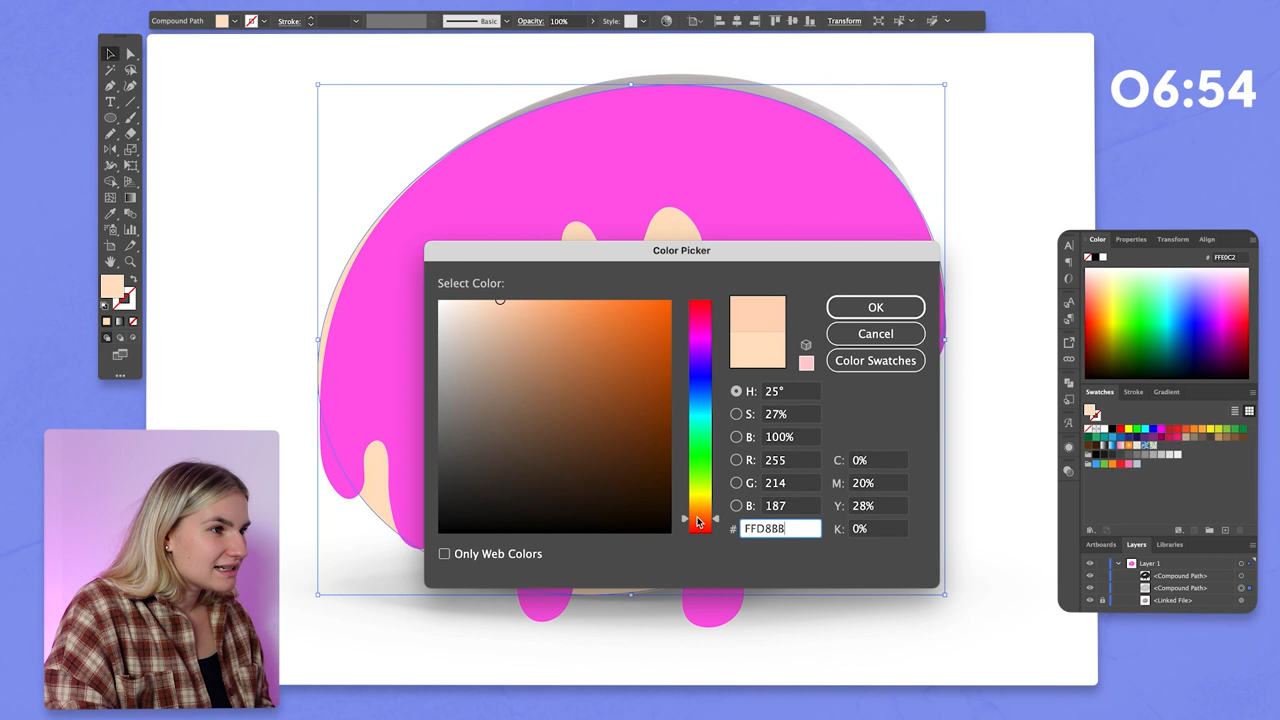 Compound Path Stroke: Basic Opacity: 100% Style: Transform
06:54
Color Properties Transform Align
# FFE0C2
Swatches Stroke Gradient
Artboards Layers Libraries
Layer 1
<Compound Path>
<Compound Path>
<Linked File>
Color Picker
Select Color:
OK
Cancel
Color Swatches
H: 25°
S: 27%
B: 100%
R: 255 C: 0%
G: 214 M: 20%
B: 187 Y: 28%
# FFD8BB K: 0%
Only Web Colors